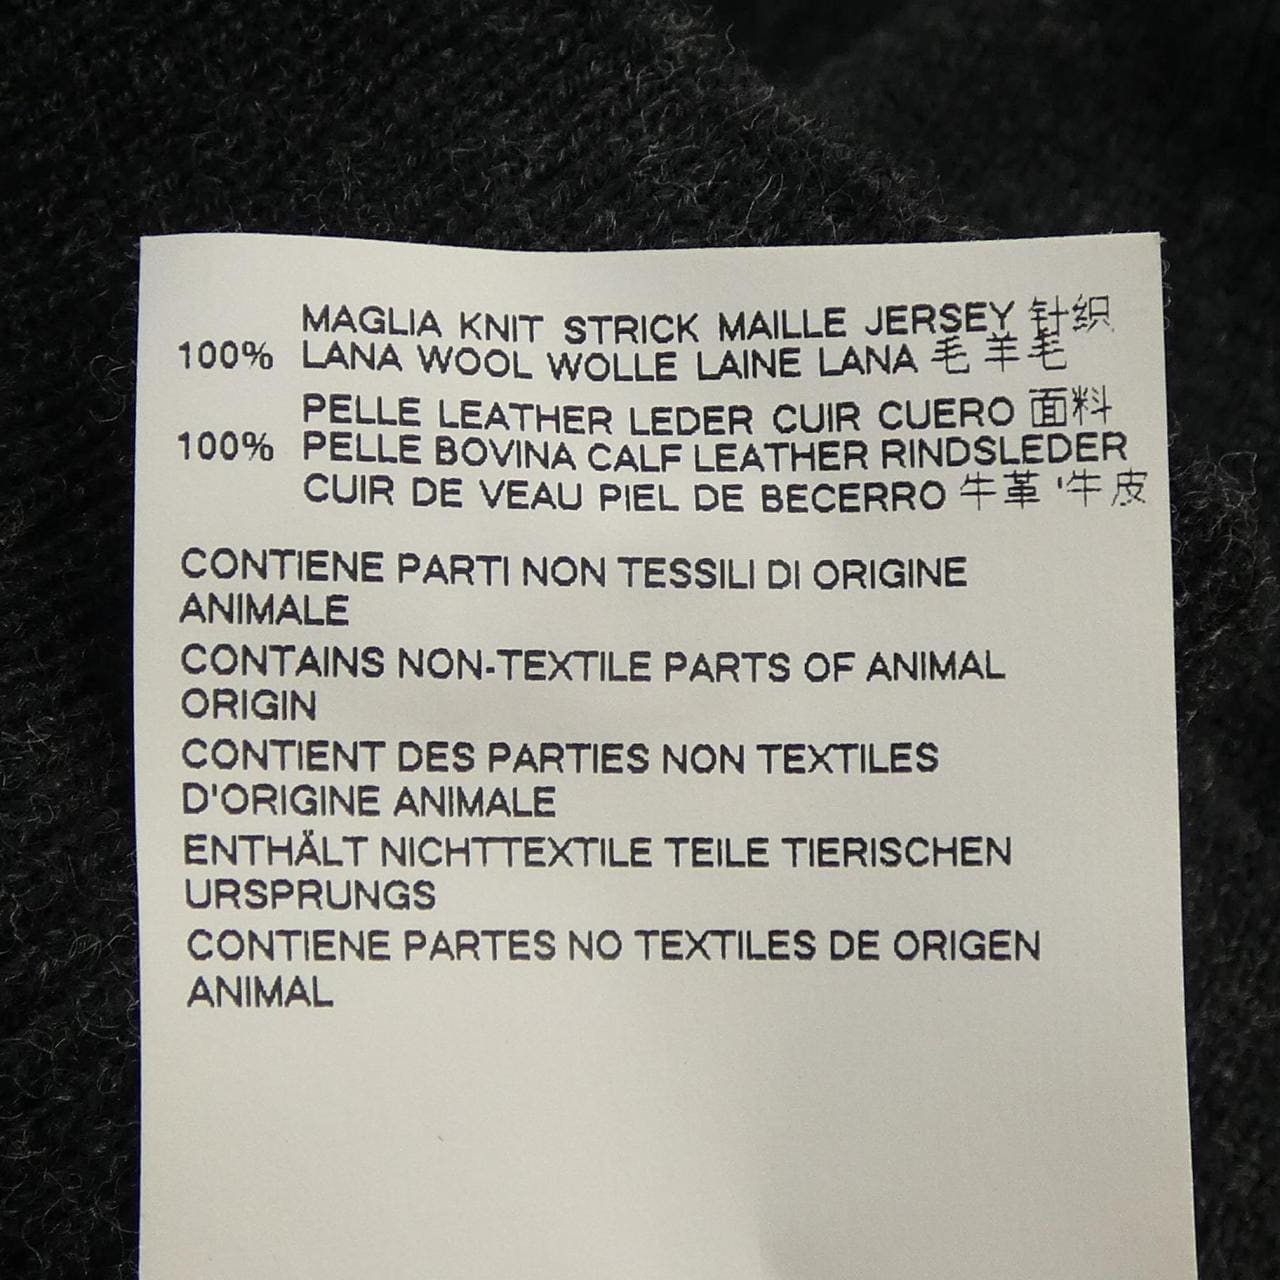 MAGLIA KNIT STRICK MAILLE JERSEY 针织
100% LANA WOOL WOLLE LAINE LANA 毛 羊毛
PELLE LEATHER LEDER CUIR CUERO 面料
100% PELLE BOVINA CALF LEATHER RINDSLEDER
CUIR DE VEAU PIEL DE BECERRO 牛革 '牛皮
CONTIENE PARTI NON TESSILI DI ORIGINE
ANIMALE
CONTAINS NON-TEXTILE PARTS OF ANIMAL
ORIGIN
CONTIENT DES PARTIES NON TEXTILES
D'ORIGINE ANIMALE
ENTHÄLT NICHTTEXTILE TEILE TIERISCHEN
URSPRUNGS
CONTIENE PARTES NO TEXTILES DE ORIGEN
ANIMAL